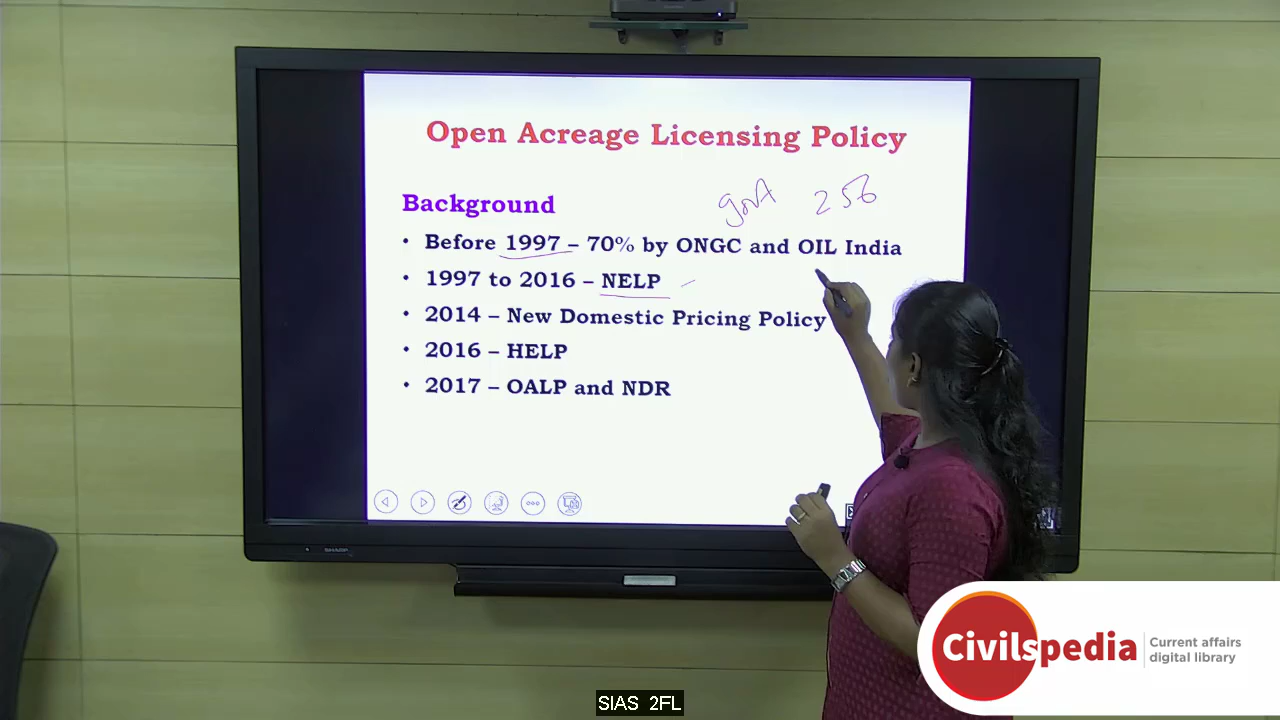 Open Acreage Licensing Policy
Background
govt 256
• Before 1997 – 70% by ONGC and OIL India
• 1997 to 2016 – NELP
• 2014 – New Domestic Pricing Policy
• 2016 – HELP
• 2017 – OALP and NDR
SHARP
Civilspedia
Current affairs
digital library
SIAS 2FL